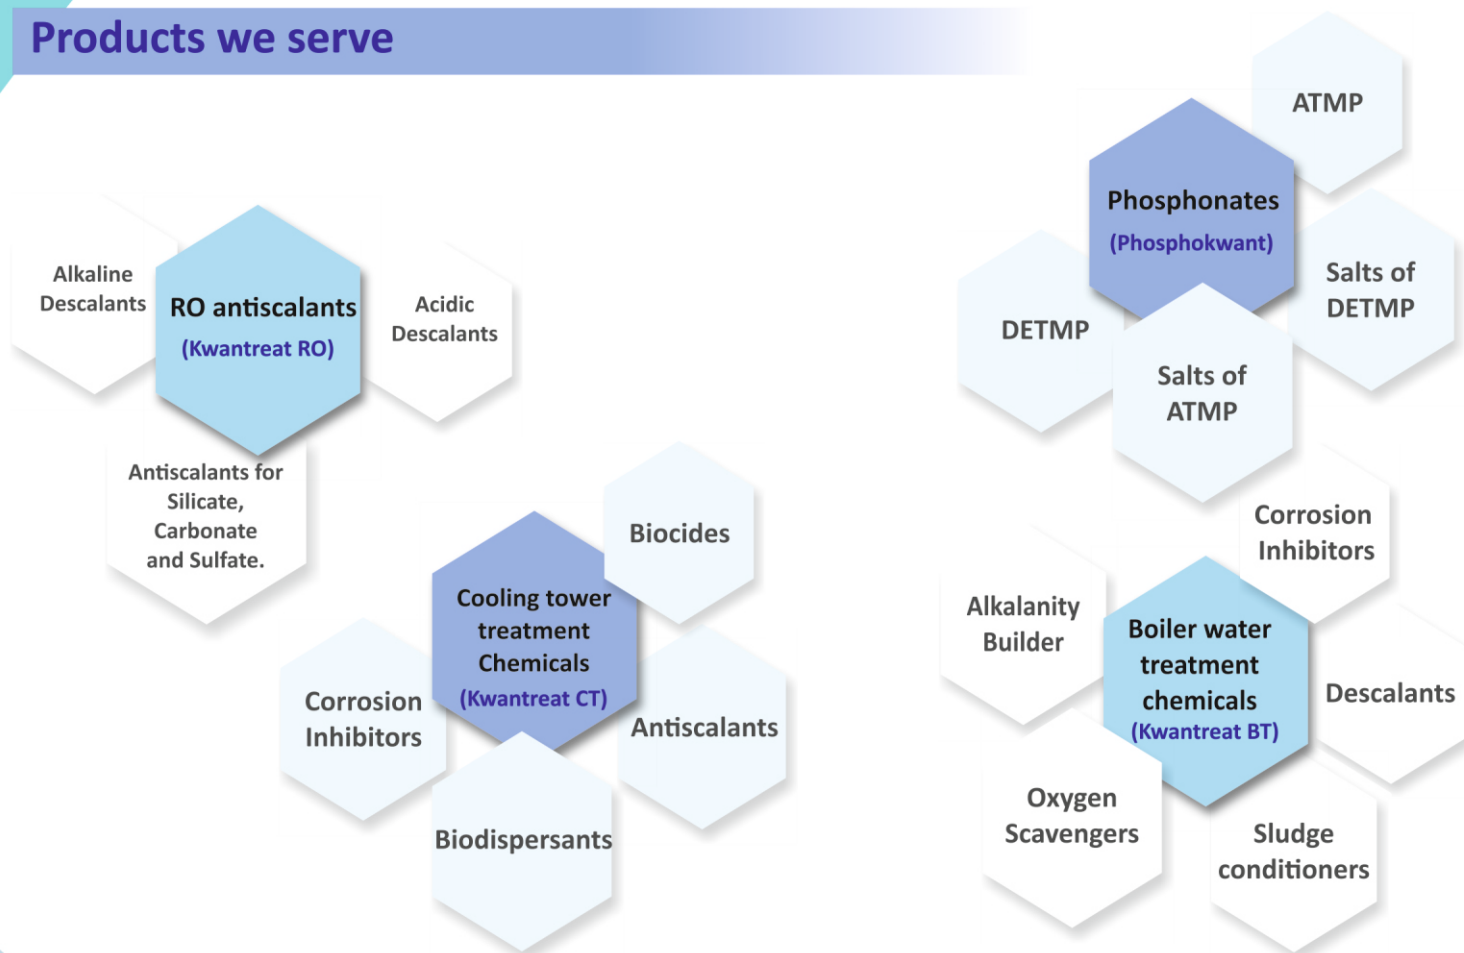 Products we serve
Alkaline
Descalants
RO antiscalants
(Kwantreat RO)
Acidic
Descalants
Antiscalants for
Silicate,
Carbonate
and Sulfate.
Cooling tower
treatment
Chemicals
(Kwantreat CT)
Biocides
Corrosion
Inhibitors
Antiscalants
Biodispersants
ATMP
Phosphonates
(Phosphokwant)
Salts of
DETMP
DETMP
Salts of
ATMP
Corrosion
Inhibitors
Alkalanity
Builder
Boiler water
treatment
chemicals
(Kwantreat BT)
Descalants
Oxygen
Scavengers
Sludge
conditioners